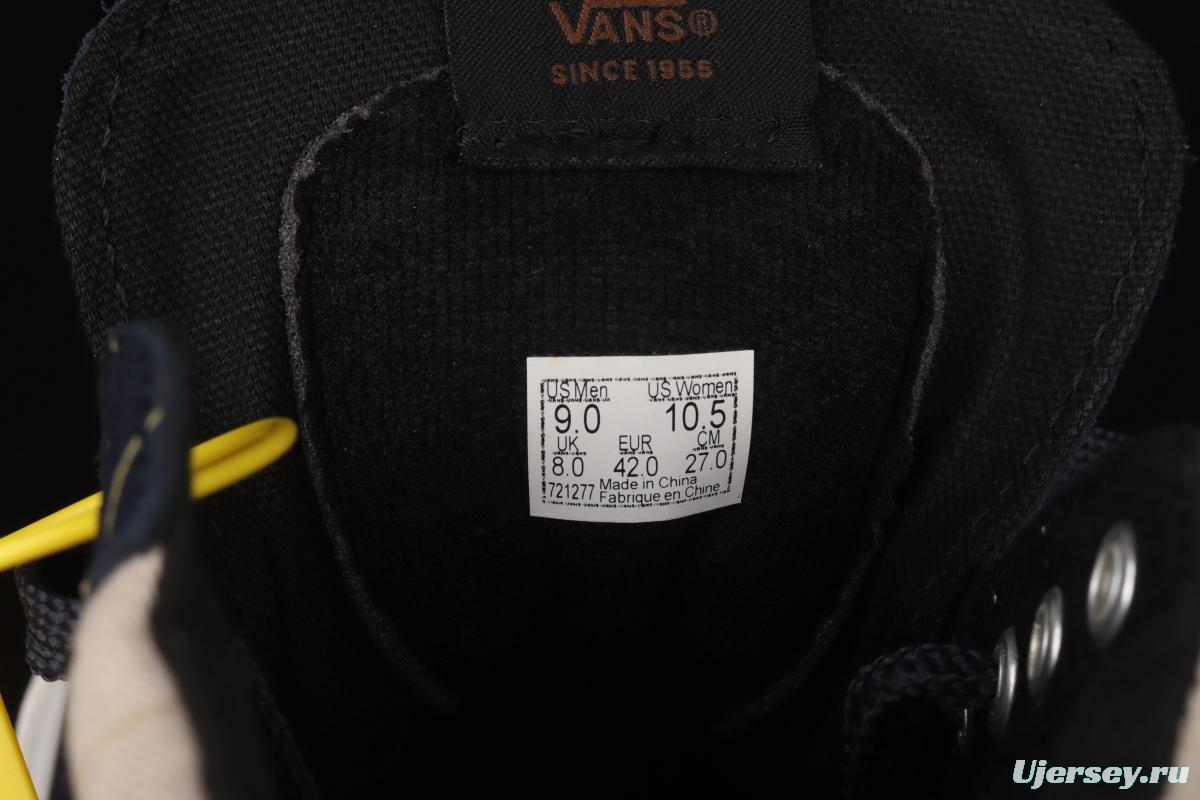 VANS®
SINCE 1966
US Men US Women
9.0 10.5
UK EUR CM
8.0 42.0 27.0
721277 Made in China
Fabrique en Chine
Ujersey.ru